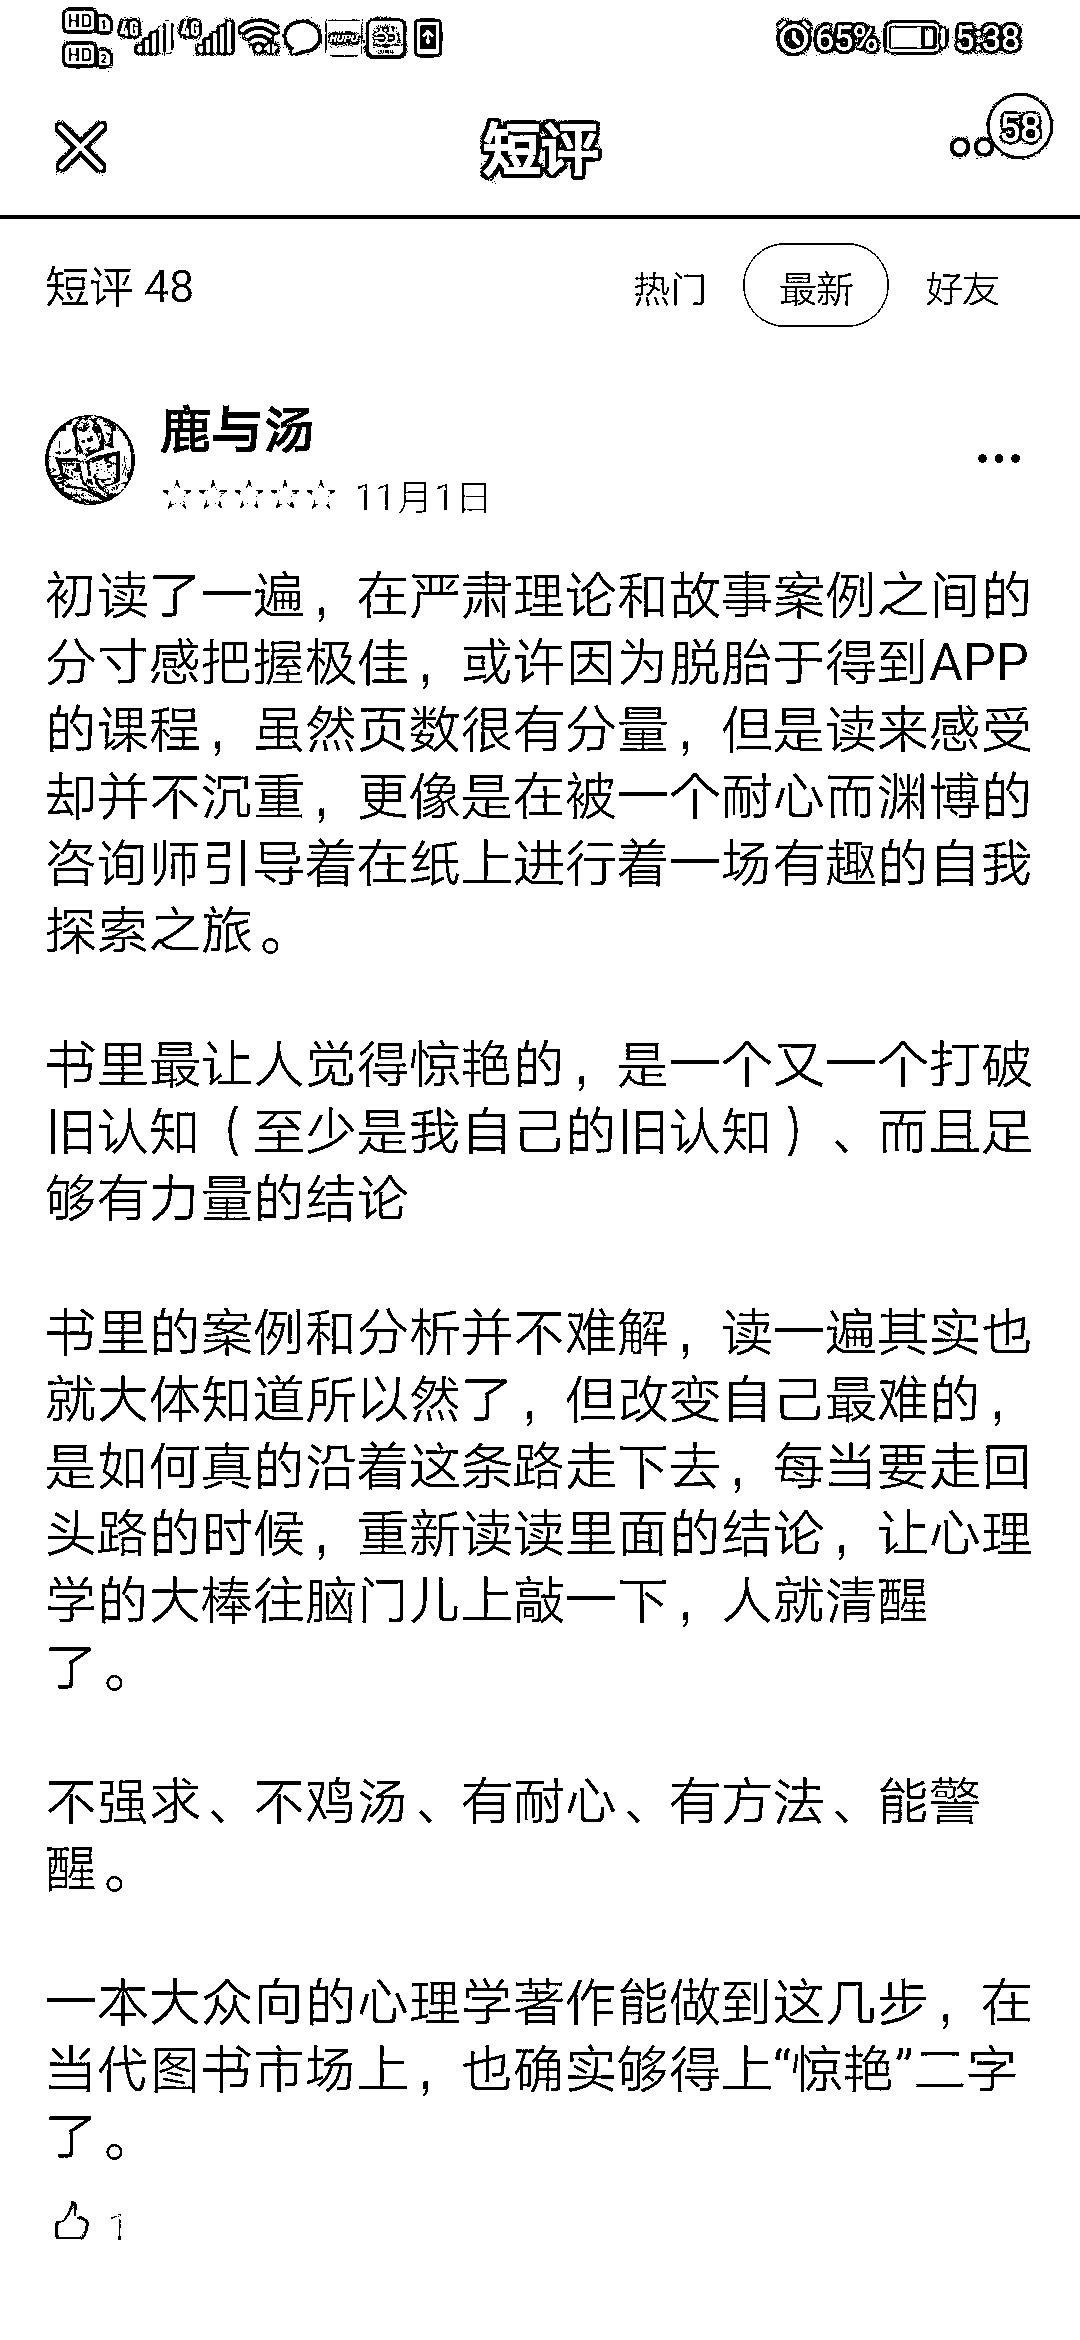 HD 1 4G 4G HUPU 65% 5:38
HD 2
短评
58
短评 48 热门 最新 好友
鹿与汤
11月1日
初读了一遍，在严肃理论和故事案例之间的
分寸感把握极佳，或许因为脱胎于得到APP
的课程，虽然页数很有分量，但是读来感受
却并不沉重，更像是在被一个耐心而渊博的
咨询师引导着在纸上进行着一场有趣的自我
探索之旅。
书里最让人觉得惊艳的，是一个又一个打破
旧认知（至少是我自己的旧认知）、而且足
够有力量的结论
书里的案例和分析并不难解，读一遍其实也
就大体知道所以然了，但改变自己最难的，
是如何真的沿着这条路走下去，每当要走回
头路的时候，重新读读里面的结论，让心理
学的大棒往脑门儿上敲一下，人就清醒
了。
不强求、不鸡汤、有耐心、有方法、能警
醒。
一本大众向的心理学著作能做到这几步，在
当代图书市场上，也确实够得上“惊艳”二字
了。
1